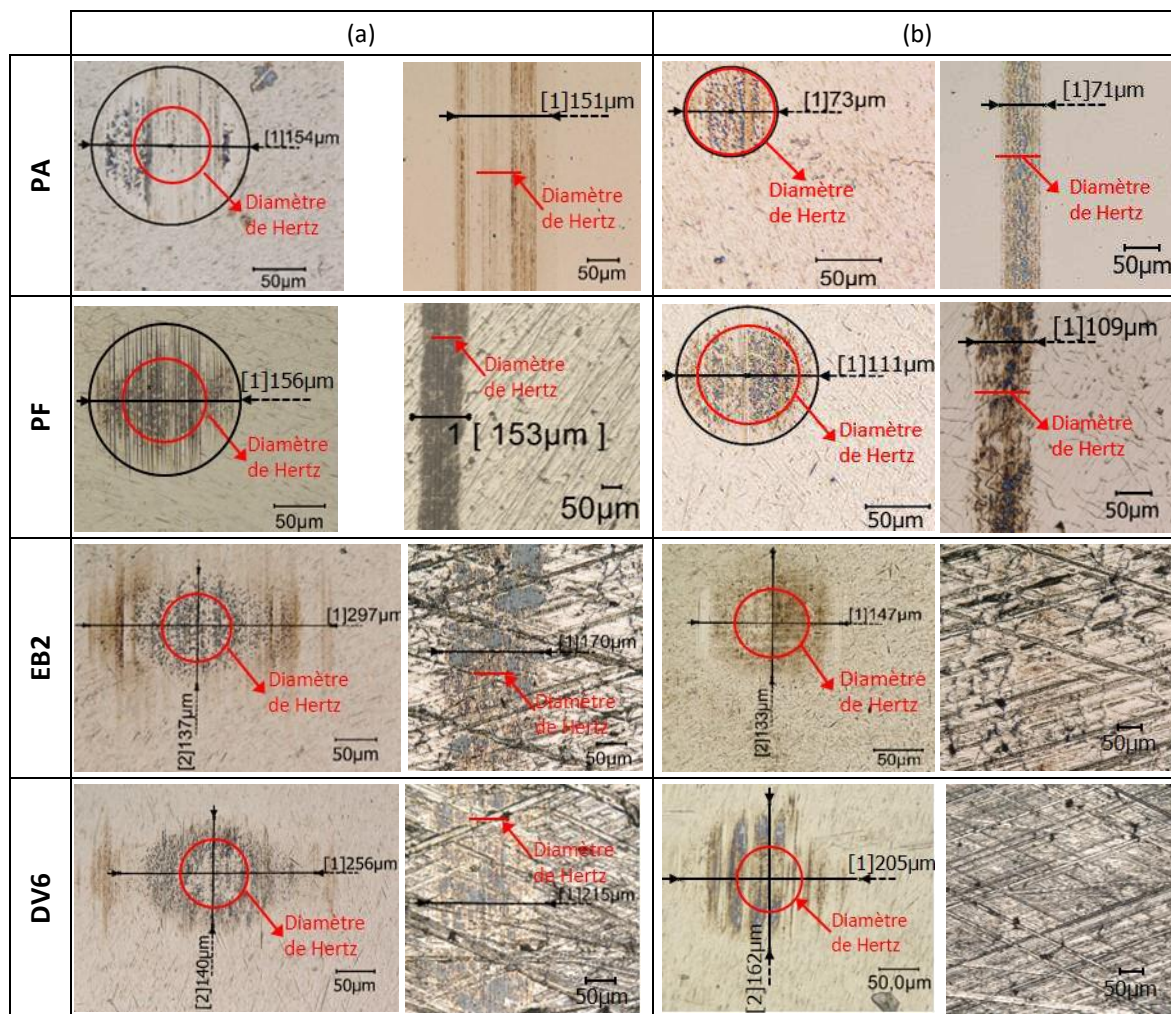 (a)
(b)
PA
[1]154µm
Diamètre
de Hertz
50µm
[1]151µm
Diamètre
de Hertz
50µm
[1]73µm
Diamètre
de Hertz
50µm
[1]71µm
Diamètre
de Hertz
50µm
PF
[1]156µm
Diamètre
de Hertz
50µm
Diamètre
de Hertz
1 [ 153µm ]
50µm
[1]111µm
Diamètre
de Hertz
50µm
[1]109µm
Diamètre
de Hertz
50µm
EB2
[1]297µm
Diamètre
de Hertz
[2]137µm
50µm
[1]170µm
Diamètre
de Hertz
50µm
[1]147µm
Diamètre
de Hertz
[2]133µm
50µm
50µm
DV6
[1]256µm
Diamètre
de Hertz
[2]140µm
50µm
Diamètre
de Hertz
[1]215µm
50µm
[1]205µm
Diamètre
de Hertz
[2]162µm
50,0µm
50µm